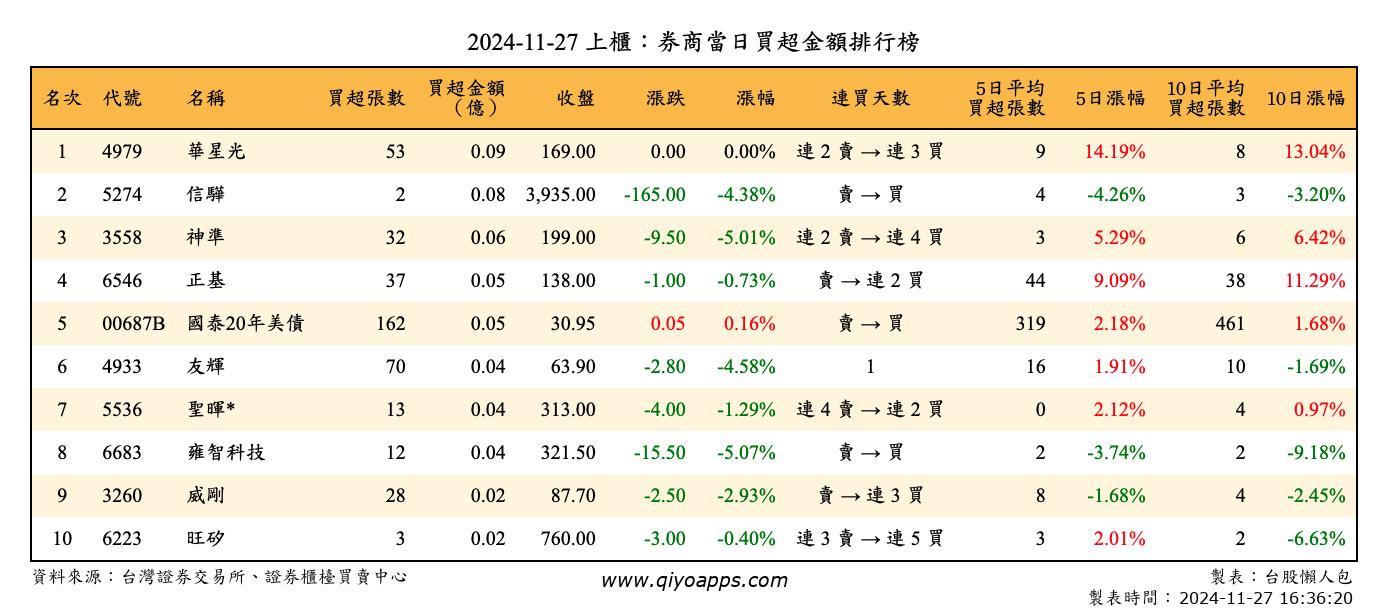 2024-11-27 上櫃：券商當日買超金額排行榜
名次 代號 名稱 買超張數 買超金額（億） 收盤 漲跌 漲幅 連買天數 5日平均買超張數 5日漲幅 10日平均買超張數 10日漲幅
1 4979 華星光 53 0.09 169.00 0.00 0.00% 連 2 賣 → 連 3 買 9 14.19% 8 13.04%
2 5274 信驊 2 0.08 3,935.00 -165.00 -4.38% 賣 → 買 4 -4.26% 3 -3.20%
3 3558 神準 32 0.06 199.00 -9.50 -5.01% 連 2 賣 → 連 4 買 3 5.29% 6 6.42%
4 6546 正基 37 0.05 138.00 -1.00 -0.73% 賣 → 連 2 買 44 9.09% 38 11.29%
5 00687B 國泰20年美債 162 0.05 30.95 0.05 0.16% 賣 → 買 319 2.18% 461 1.68%
6 4933 友輝 70 0.04 63.90 -2.80 -4.58% 1 16 1.91% 10 -1.69%
7 5536 聖暉* 13 0.04 313.00 -4.00 -1.29% 連 4 賣 → 連 2 買 0 2.12% 4 0.97%
8 6683 雍智科技 12 0.04 321.50 -15.50 -5.07% 賣 → 買 2 -3.74% 2 -9.18%
9 3260 威剛 28 0.02 87.70 -2.50 -2.93% 賣 → 連 3 買 8 -1.68% 4 -2.45%
10 6223 旺矽 3 0.02 760.00 -3.00 -0.40% 連 3 賣 → 連 5 買 3 2.01% 2 -6.63%
資料來源：台灣證券交易所、證券櫃檯買賣中心 www.qiyoapps.com 製表：台股懶人包
製表時間：2024-11-27 16:36:20